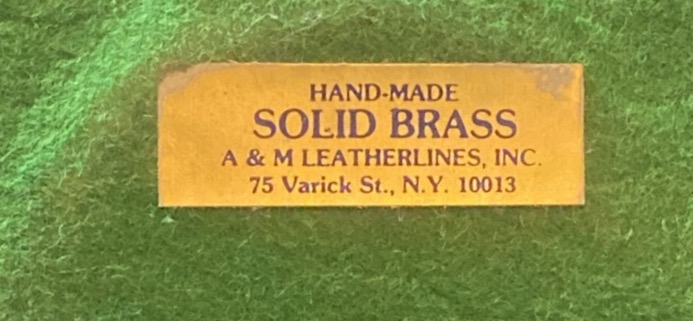 HAND-MADE
SOLID BRASS
A & M LEATHERLINES, INC.
75 Varick St., N.Y. 10013